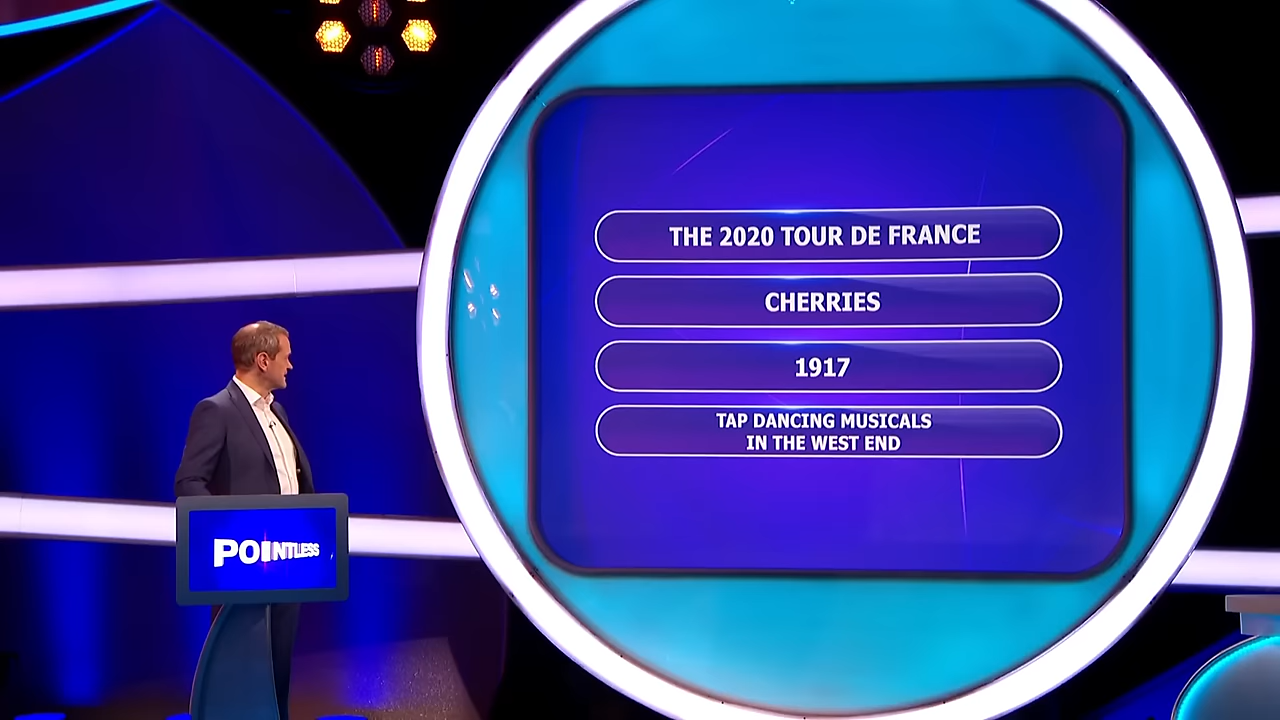 THE 2020 TOUR DE FRANCE
CHERRIES
1917
TAP DANCING MUSICALS
IN THE WEST END
POINTLESS